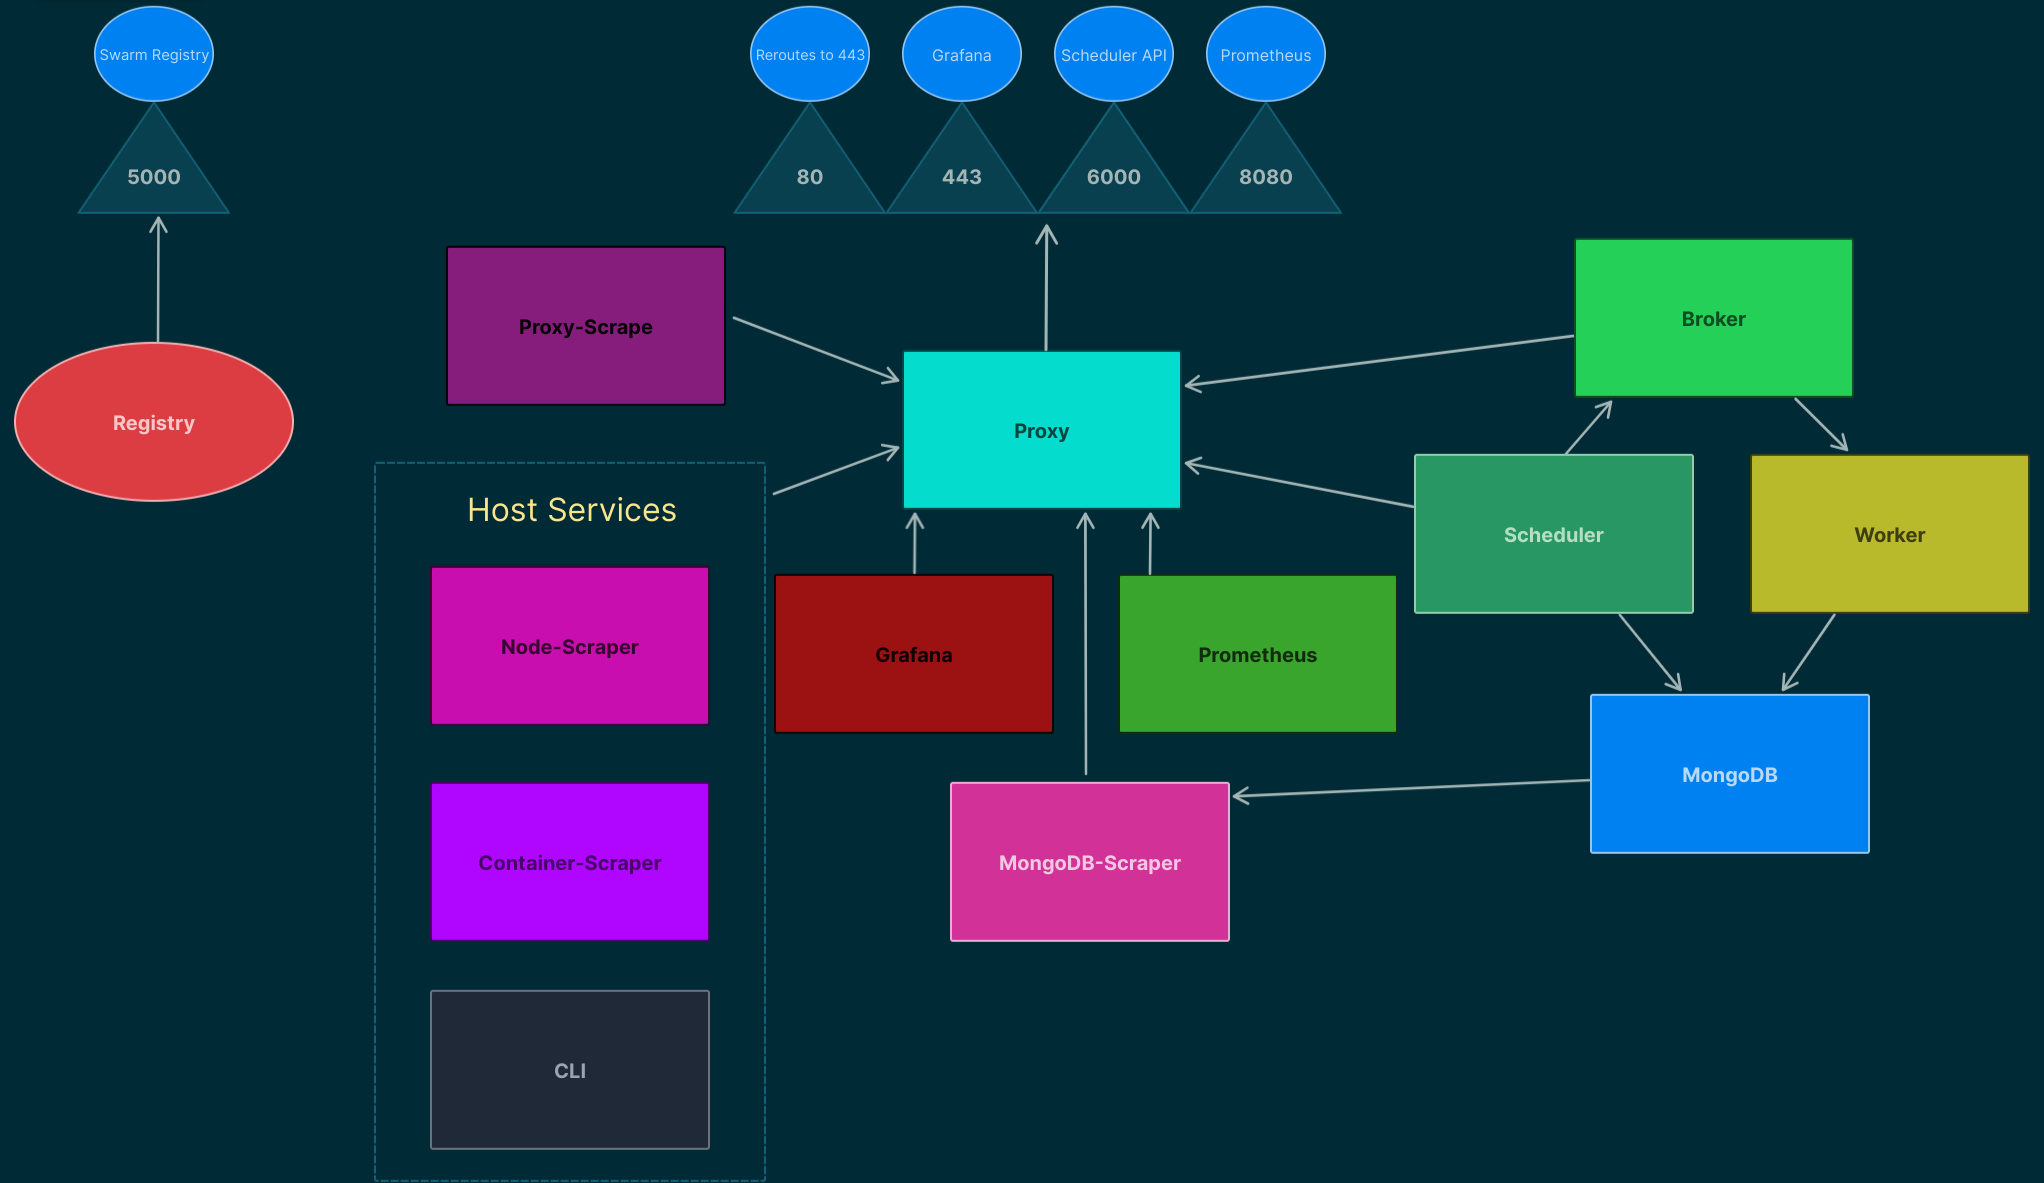 Swarm Registry
Reroutes to 443
Grafana
Scheduler API
Prometheus
5000
80
443
6000
8080
Proxy-Scrape
Broker
Registry
Proxy
Host Services
Scheduler
Worker
Node-Scraper
Grafana
Prometheus
MongoDB
Container-Scraper
MongoDB-Scraper
CLI